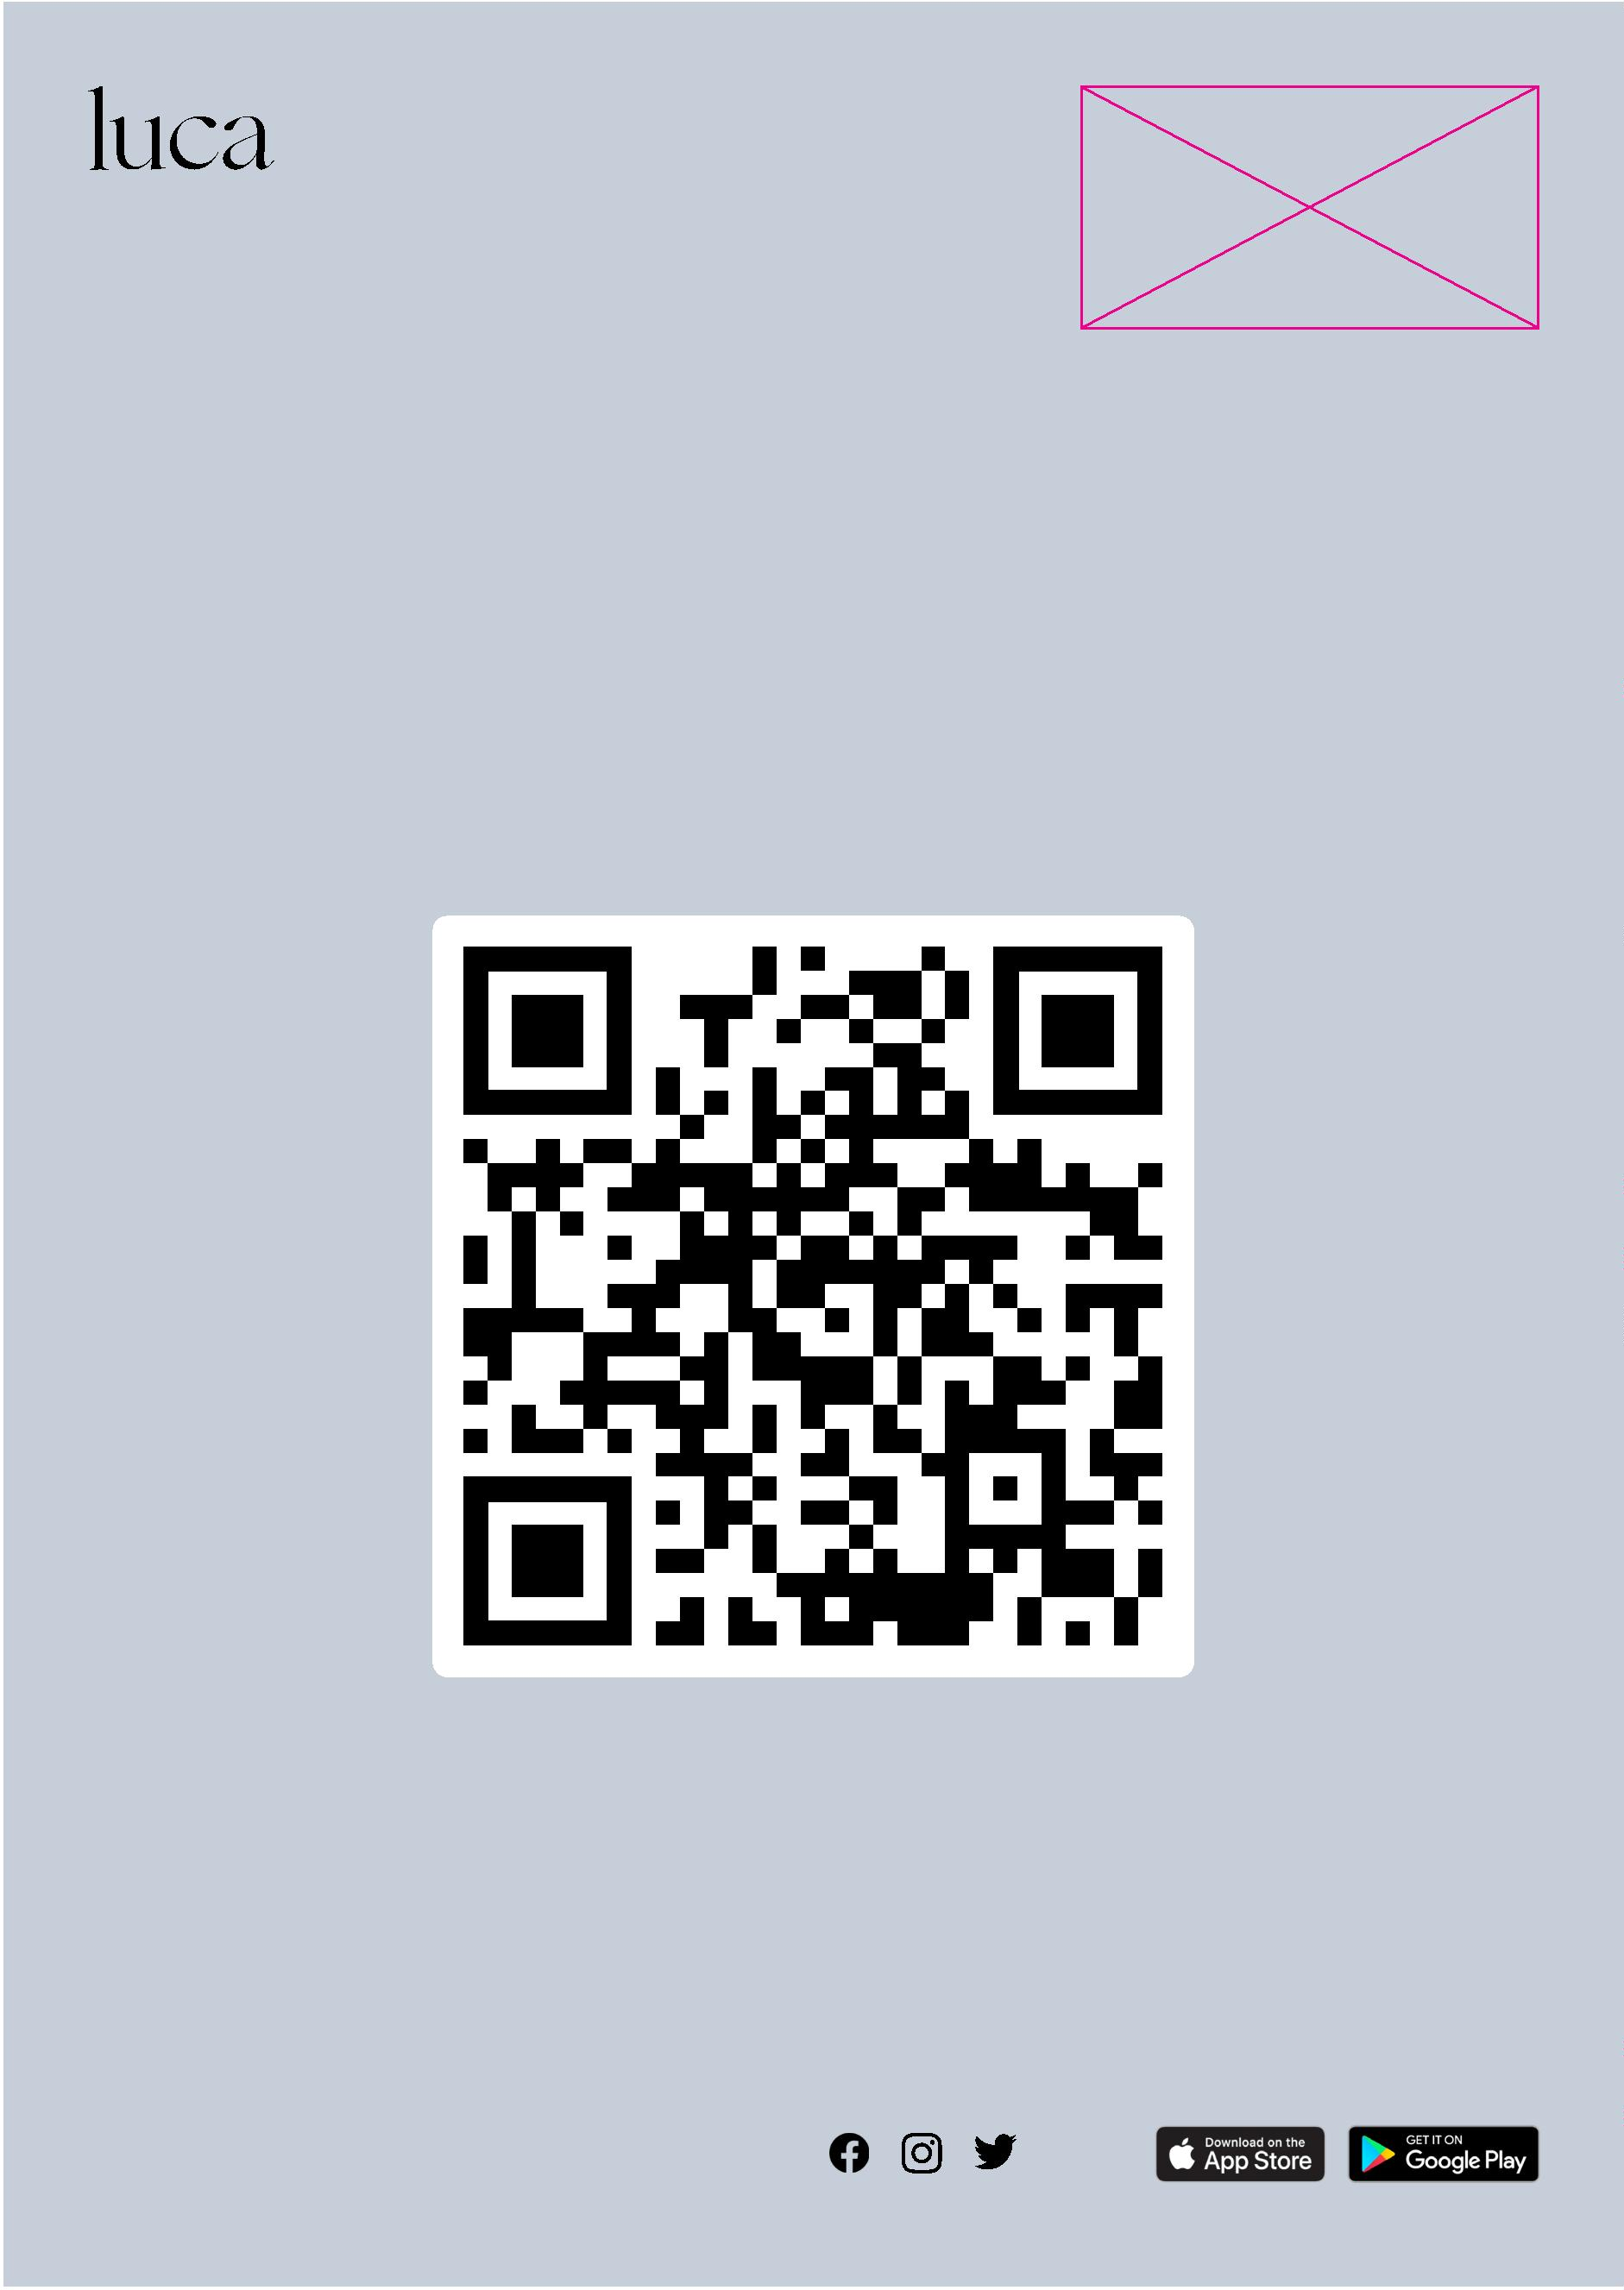 luca
Download on the
App Store
GET IT ON
Google Play